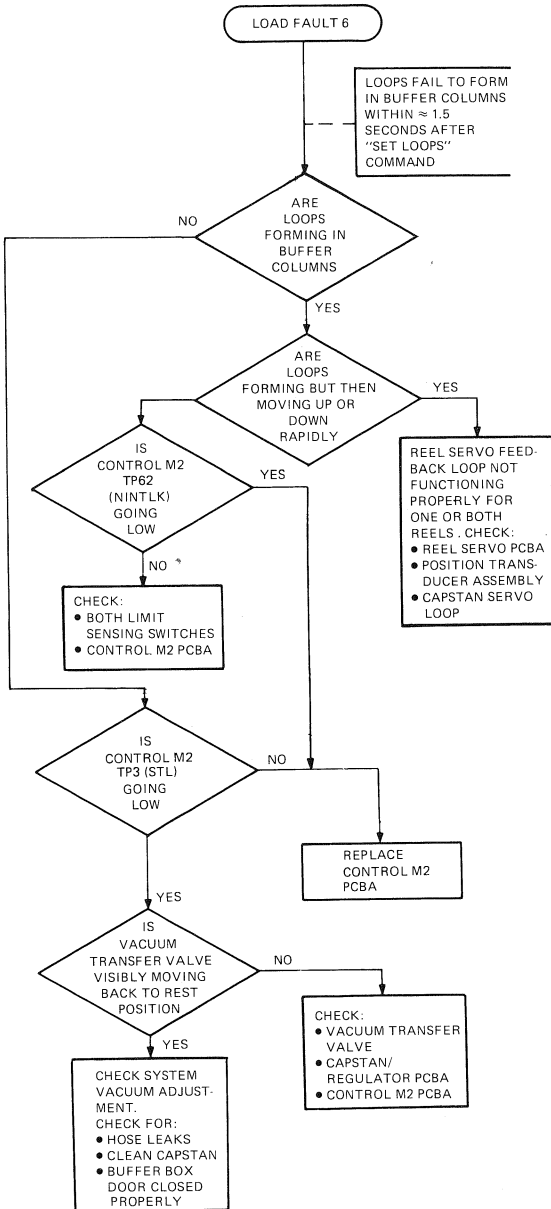 LOAD FAULT 6
LOOPS FAIL TO FORM
IN BUFFER COLUMNS
WITHIN ≈ 1.5
SECONDS AFTER
"SET LOOPS"
COMMAND
ARE
LOOPS
FORMING IN
BUFFER
COLUMNS
NO
YES
ARE
LOOPS
FORMING BUT THEN
MOVING UP OR
DOWN
RAPIDLY
YES
REEL SERVO FEED-
BACK LOOP NOT
FUNCTIONING
PROPERLY FOR
ONE OR BOTH
REELS. CHECK:
● REEL SERVO PCBA
● POSITION TRANS-
DUCER ASSEMBLY
● CAPSTAN SERVO
LOOP
IS
CONTROL M2
TP62
(NINTLK)
GOING
LOW
YES
NO
CHECK:
● BOTH LIMIT
SENSING SWITCHES
● CONTROL M2 PCBA
IS
CONTROL M2
TP3 (STL)
GOING
LOW
NO
REPLACE
CONTROL M2
PCBA
YES
IS
VACUUM
TRANSFER VALVE
VISIBLY MOVING
BACK TO REST
POSITION
NO
CHECK:
● VACUUM TRANSFER
VALVE
● CAPSTAN/
REGULATOR PCBA
● CONTROL M2 PCBA
YES
CHECK SYSTEM
VACUUM ADJUST-
MENT.
CHECK FOR:
● HOSE LEAKS
● CLEAN CAPSTAN
● BUFFER BOX
DOOR CLOSED
PROPERLY